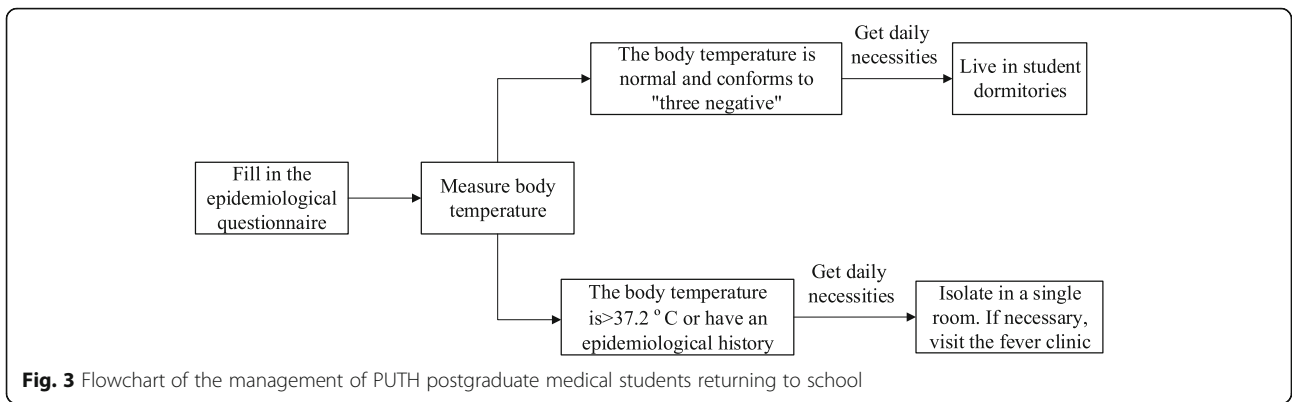 Fill in the
epidemiological
questionnaire
Measure body
temperature
The body temperature is
normal and conforms to
"three negative"
Get daily
necessities
Live in student
dormitories
The body temperature
is>37.2 ° C or have an
epidemiological history
Get daily
necessities
Isolate in a single
room. If necessary,
visit the fever clinic
Fig. 3 Flowchart of the management of PUTH postgraduate medical students returning to school